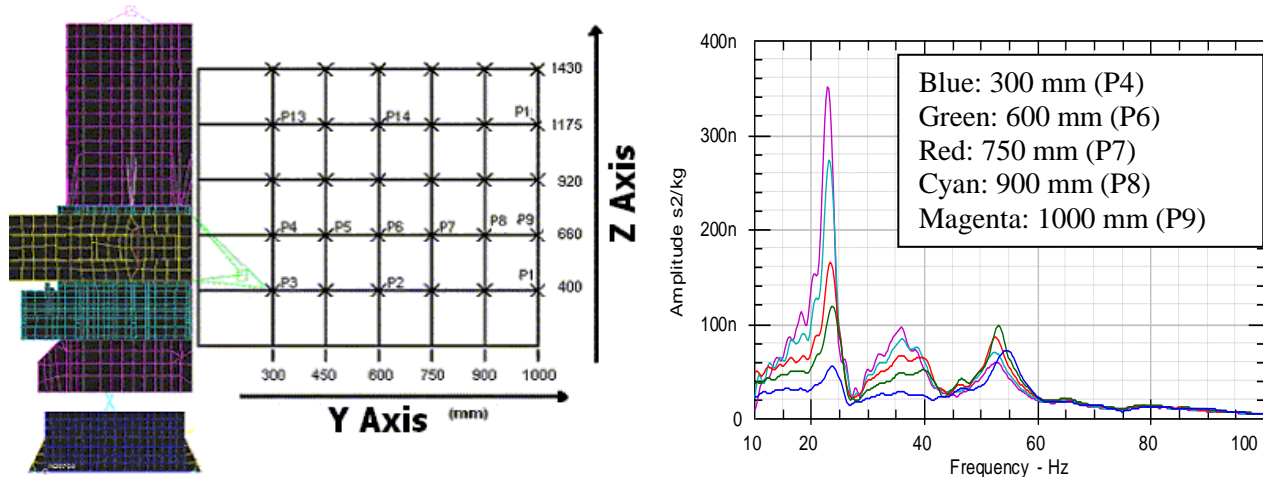 1430
P13 P14 P1
1175
920
P4 P5 P6 P7 P8 P9
660
P3 P2 P1
400
300 450 600 750 900 1000
Y Axis (mm)
Z Axis
400n
300n
200n
100n
0
Amplitude s2/kg
10 20 40 60 80 100
Frequency - Hz
Blue: 300 mm (P4)
Green: 600 mm (P6)
Red: 750 mm (P7)
Cyan: 900 mm (P8)
Magenta: 1000 mm (P9)